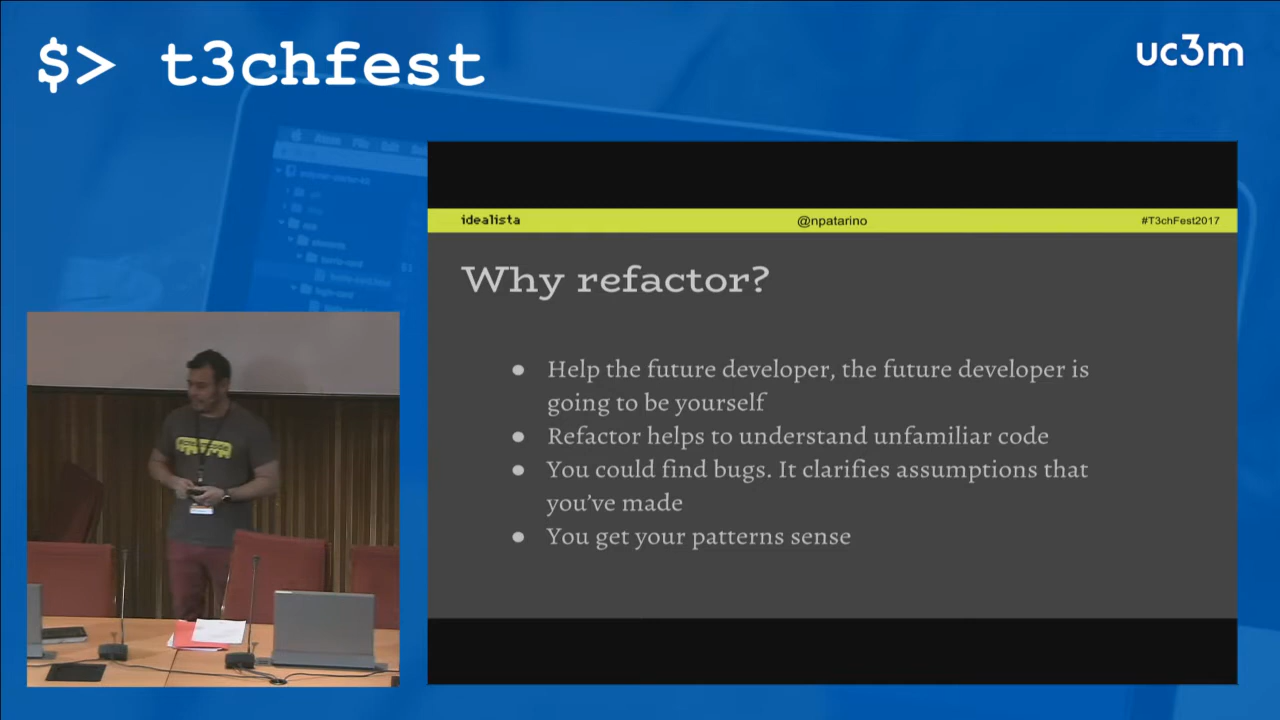 $> t3chfest
uc3m
idealista
@npatarino
#T3chFest2017
Why refactor?
● Help the future developer, the future developer is
going to be yourself
● Refactor helps to understand unfamiliar code
● You could find bugs. It clarifies assumptions that
you've made
● You get your patterns sense